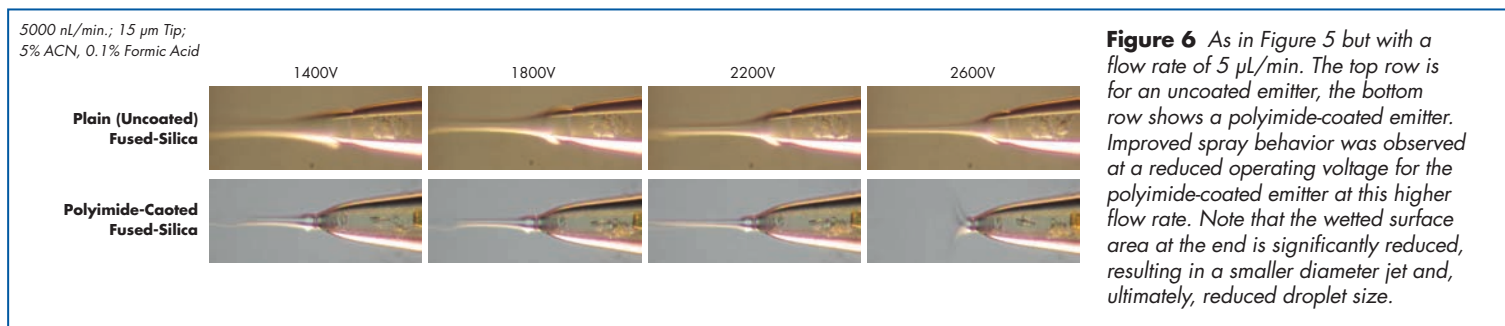 5000 nL/min.; 15 µm Tip;
5% ACN, 0.1% Formic Acid
1400V 1800V 2200V 2600V
Plain (Uncoated)
Fused-Silica
Polyimide-Caoted
Fused-Silica
Figure 6 As in Figure 5 but with a
flow rate of 5 µL/min. The top row is
for an uncoated emitter, the bottom
row shows a polyimide-coated emitter.
Improved spray behavior was observed
at a reduced operating voltage for the
polyimide-coated emitter at this higher
flow rate. Note that the wetted surface
area at the end is significantly reduced,
resulting in a smaller diameter jet and,
ultimately, reduced droplet size.